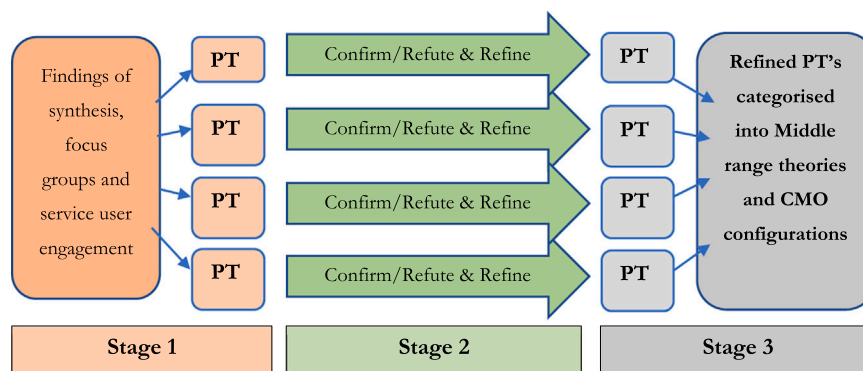 Findings of
synthesis,
focus
groups and
service user
engagement
PT
PT
PT
PT
Confirm/Refute & Refine
Confirm/Refute & Refine
Confirm/Refute & Refine
Confirm/Refute & Refine
PT
PT
PT
PT
Refined PT's
categorised
into Middle
range theories
and CMO
configurations
Stage 1
Stage 2
Stage 3